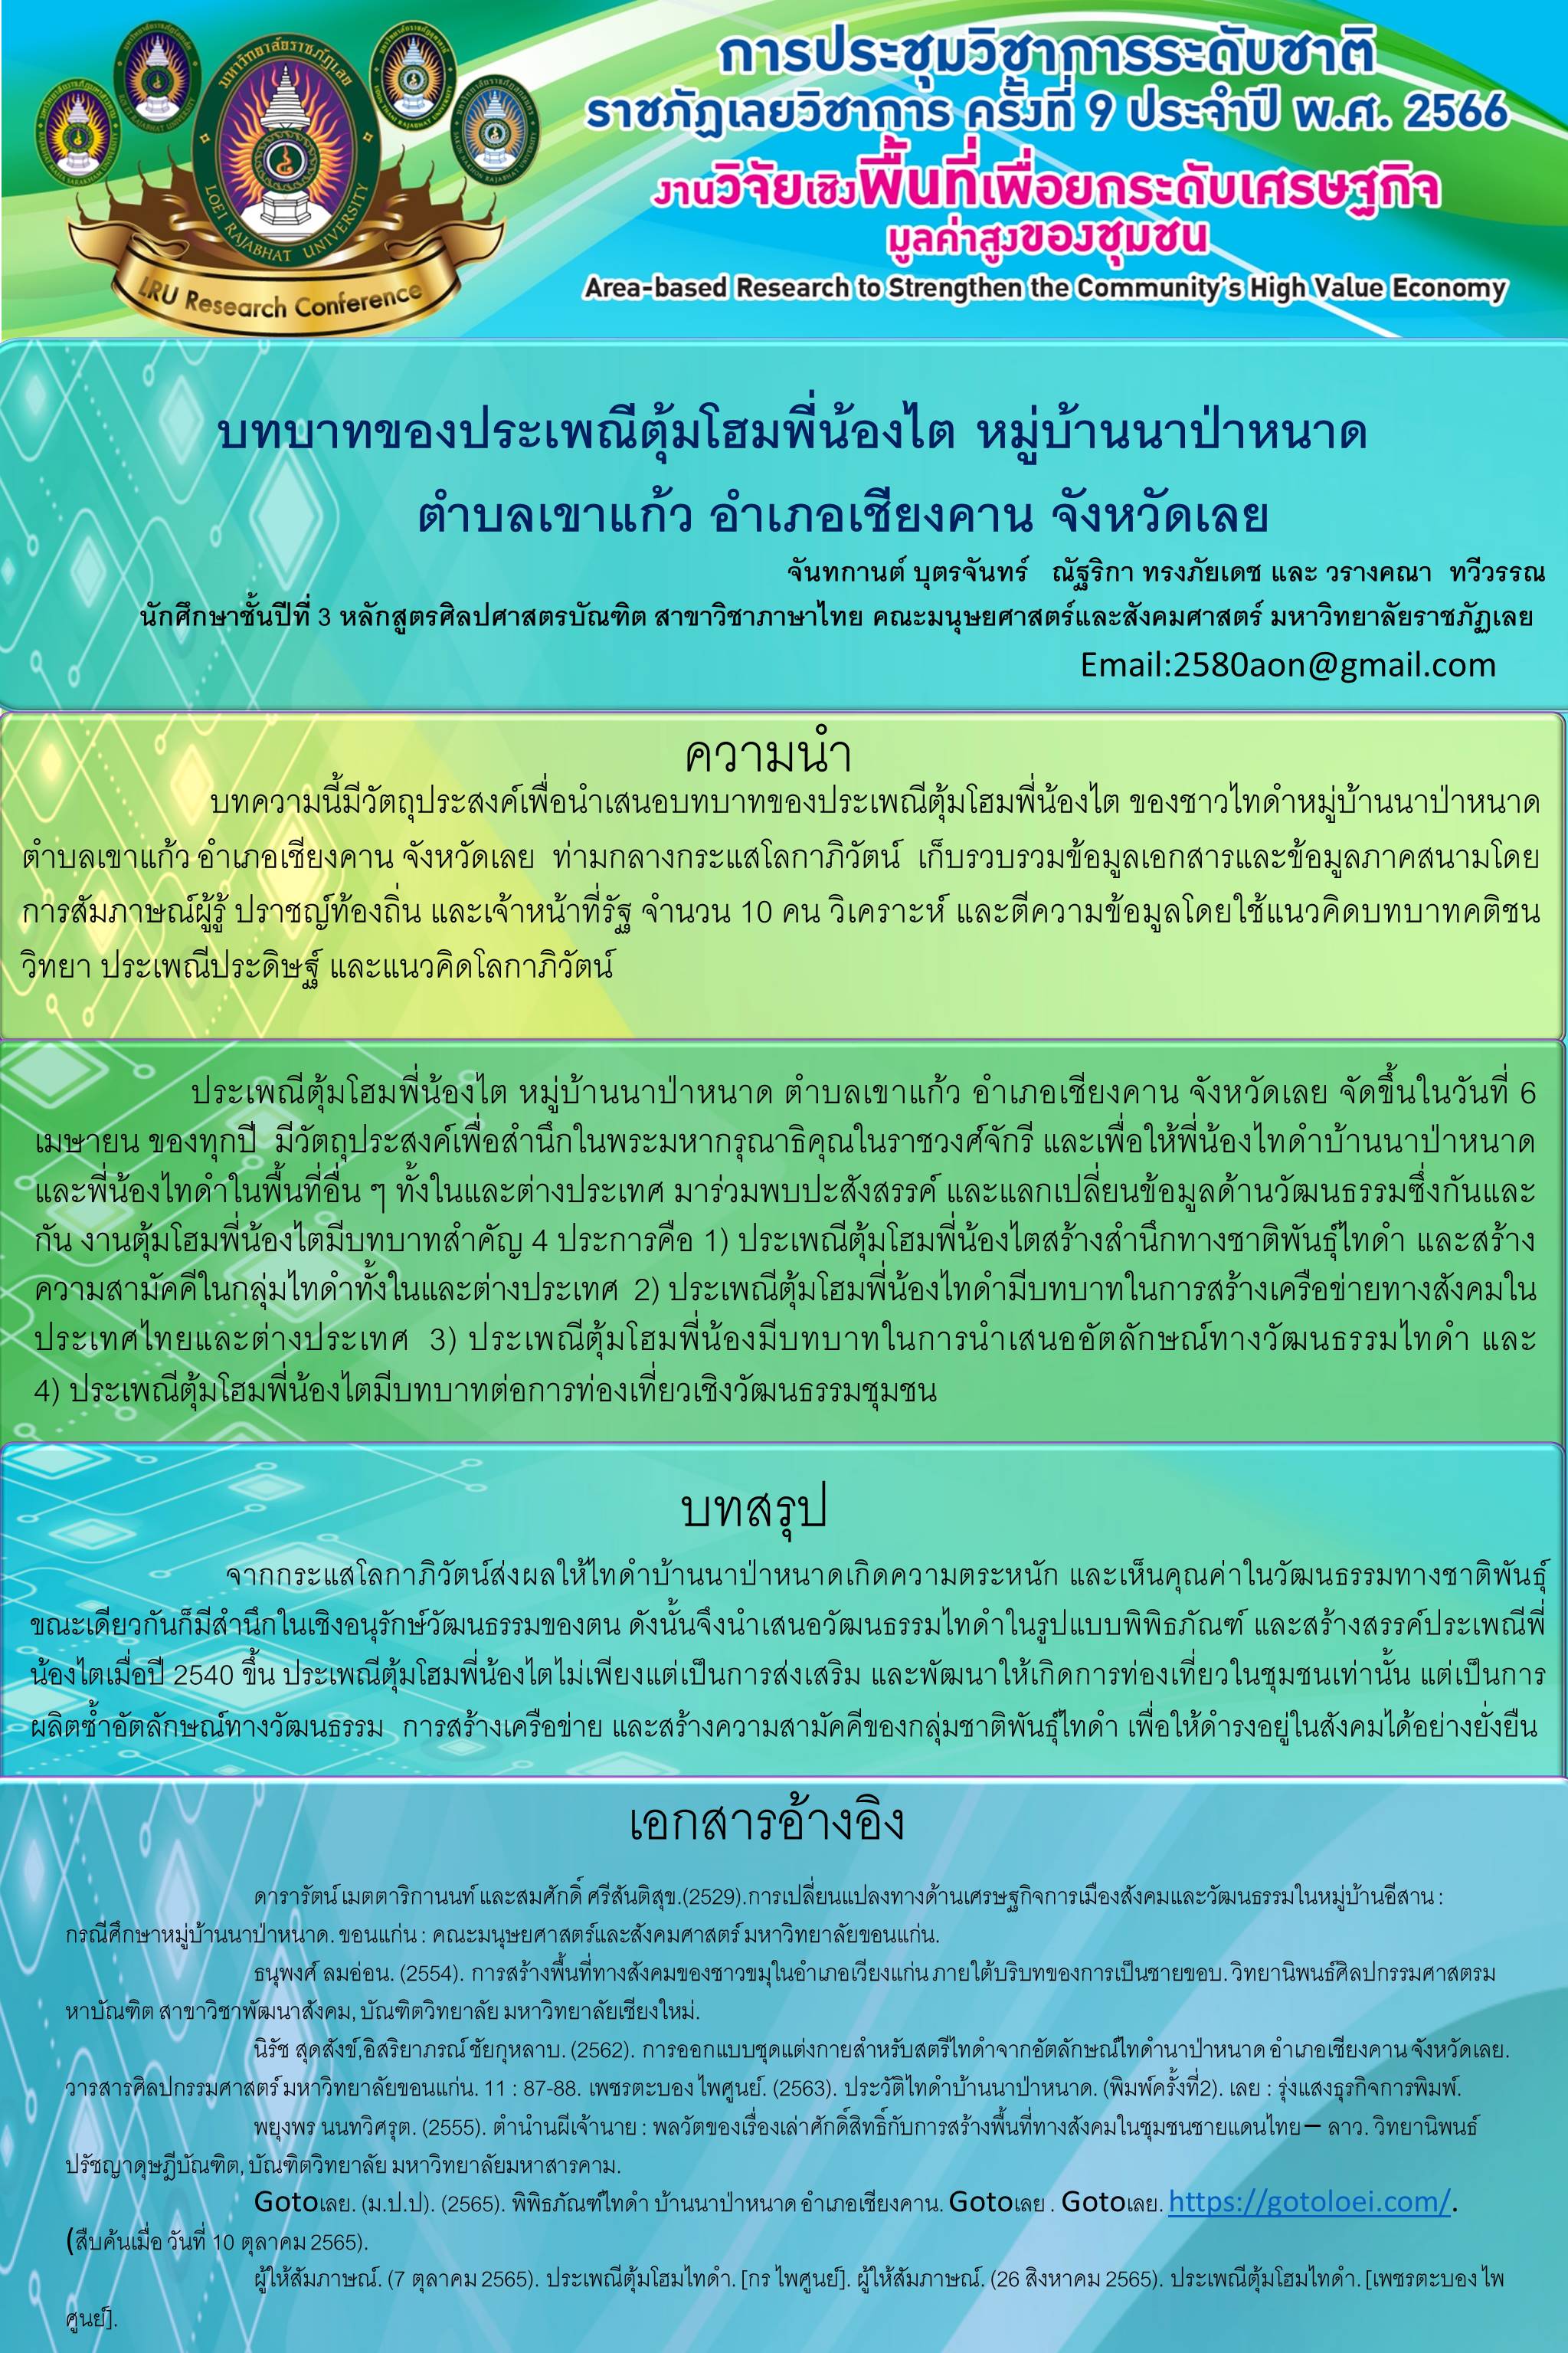 การประชุมวิชาการระดับชาติ
ราชภัฏเลยวิชาการ ครั้งที่ 9 ประจำปี พ.ศ. 2566
งานวิจัยเชิงพื้นที่เพื่อยกระดับเศรษฐกิจ
มูลค่าสูงของชุมชน
Area-based Research to Strengthen the Community's High Value Economy
มหาวิทยาลัยราชภัฏเลย
LOEI RAJABHAT UNIVERSITY
LRU Research Conference
บทบาทของประเพณีตุ้มโฮมพี่น้องไต หมู่บ้านนาป่าหนาด
ตำบลเขาแก้ว อำเภอเชียงคาน จังหวัดเลย
จันทกานต์ บุตรจันทร์ ณัฐริกา ทรงภัยเดช และ วรางคณา ทวีวรรณ
นักศึกษาชั้นปีที่ 3 หลักสูตรศิลปศาสตรบัณฑิต สาขาวิชาภาษาไทย คณะมนุษยศาสตร์และสังคมศาสตร์ มหาวิทยาลัยราชภัฏเลย
Email:2580aon@gmail.com
ความนำ
บทความนี้มีวัตถุประสงค์เพื่อนำเสนอบทบาทของประเพณีตุ้มโฮมพี่น้องไต ของชาวไทดำหมู่บ้านนาป่าหนาด
ตำบลเขาแก้ว อำเภอเชียงคาน จังหวัดเลย ท่ามกลางกระแสโลกาภิวัตน์ เก็บรวบรวมข้อมูลเอกสารและข้อมูลภาคสนามโดย
การสัมภาษณ์ผู้รู้ ปราชญ์ท้องถิ่น และเจ้าหน้าที่รัฐ จำนวน 10 คน วิเคราะห์ และตีความข้อมูลโดยใช้แนวคิดบทบาทคติชน
วิทยา ประเพณีประดิษฐ์ และแนวคิดโลกาภิวัตน์
ประเพณีตุ้มโฮมพี่น้องไต หมู่บ้านนาป่าหนาด ตำบลเขาแก้ว อำเภอเชียงคาน จังหวัดเลย จัดขึ้นในวันที่ 6
เมษายน ของทุกปี มีวัตถุประสงค์เพื่อสำนึกในพระมหากรุณาธิคุณในราชวงศ์จักรี และเพื่อให้พี่น้องไทดำบ้านนาป่าหนาด
และพี่น้องไทดำในพื้นที่อื่น ๆ ทั้งในและต่างประเทศ มาร่วมพบปะสังสรรค์ และแลกเปลี่ยนข้อมูลด้านวัฒนธรรมซึ่งกันและ
กัน งานตุ้มโฮมพี่น้องไตมีบทบาทสำคัญ 4 ประการคือ 1) ประเพณีตุ้มโฮมพี่น้องไตสร้างสำนึกทางชาติพันธุ์ไทดำ และสร้าง
ความสามัคคีในกลุ่มไทดำทั้งในและต่างประเทศ 2) ประเพณีตุ้มโฮมพี่น้องไทดำมีบทบาทในการสร้างเครือข่ายทางสังคมใน
ประเทศไทยและต่างประเทศ 3) ประเพณีตุ้มโฮมพี่น้องมีบทบาทในการนำเสนออัตลักษณ์ทางวัฒนธรรมไทดำ และ
4) ประเพณีตุ้มโฮมพี่น้องไตมีบทบาทต่อการท่องเที่ยวเชิงวัฒนธรรมชุมชน
บทสรุป
จากกระแสโลกาภิวัตน์ส่งผลให้ไทดำบ้านนาป่าหนาดเกิดความตระหนัก และเห็นคุณค่าในวัฒนธรรมทางชาติพันธุ์
ขณะเดียวกันก็มีสำนึกในเชิงอนุรักษ์วัฒนธรรมของตน ดังนั้นจึงนำเสนอวัฒนธรรมไทดำในรูปแบบพิพิธภัณฑ์ และสร้างสรรค์ประเพณีพี่
น้องไตเมื่อปี 2540 ขึ้น ประเพณีตุ้มโฮมพี่น้องไตไม่เพียงแต่เป็นการส่งเสริม และพัฒนาให้เกิดการท่องเที่ยวในชุมชนเท่านั้น แต่เป็นการ
ผลิตซ้ำอัตลักษณ์ทางวัฒนธรรม การสร้างเครือข่าย และสร้างความสามัคคีของกลุ่มชาติพันธุ์ไทดำ เพื่อให้ดำรงอยู่ในสังคมได้อย่างยั่งยืน
เอกสารอ้างอิง
ดารารัตน์ เมตตาริกานนท์ และสมศักดิ์ ศรีสันติสุข.(2529).การเปลี่ยนแปลงทางด้านเศรษฐกิจการเมืองสังคมและวัฒนธรรมในหมู่บ้านอีสาน :
กรณีศึกษาหมู่บ้านนาป่าหนาด. ขอนแก่น : คณะมนุษยศาสตร์และสังคมศาสตร์ มหาวิทยาลัยขอนแก่น.
ธนุพงศ์ ลมอ่อน. (2554). การสร้างพื้นที่ทางสังคมของชาวขมุในอำเภอเวียงแก่น ภายใต้บริบทของการเป็นชายขอบ. วิทยานิพนธ์ศิลปกรรมศาสตรม
หาบัณฑิต สาขาวิชาพัฒนาสังคม, บัณฑิตวิทยาลัย มหาวิทยาลัยเชียงใหม่.
นิรัช สุดสังข์,อิสริยาภรณ์ ชัยกุหลาบ. (2562). การออกแบบชุดแต่งกายสำหรับสตรีไทดำจากอัตลักษณ์ไทดำนาป่าหนาด อำเภอเชียงคาน จังหวัดเลย.
วารสารศิลปกรรมศาสตร์ มหาวิทยาลัยขอนแก่น. 11 : 87-88. เพชรตะบอง ไพศูนย์. (2563). ประวัติไทดำบ้านนาป่าหนาด. (พิมพ์ครั้งที่2). เลย : รุ่งแสงธุรกิจการพิมพ์.
พยุงพร นนทวิศรุต. (2555). ตำนานผีเจ้านาย : พลวัตของเรื่องเล่าศักดิ์สิทธิ์กับการสร้างพื้นที่ทางสังคมในชุมชนชายแดนไทย – ลาว. วิทยานิพนธ์
ปรัชญาดุษฎีบัณฑิต, บัณฑิตวิทยาลัย มหาวิทยาลัยมหาสารคาม.
Gotoเลย. (ม.ป.ป). (2565). พิพิธภัณฑ์ไทดำ บ้านนาป่าหนาด อำเภอเชียงคาน. Gotoเลย . Gotoเลย. https://gotoloei.com/.
(สืบค้นเมื่อ วันที่ 10 ตุลาคม 2565).
ผู้ให้สัมภาษณ์. (7 ตุลาคม 2565). ประเพณีตุ้มโฮมไทดำ. [กร ไพศูนย์]. ผู้ให้สัมภาษณ์. (26 สิงหาคม 2565). ประเพณีตุ้มโฮมไทดำ. [เพชรตะบอง ไพ
ศูนย์].